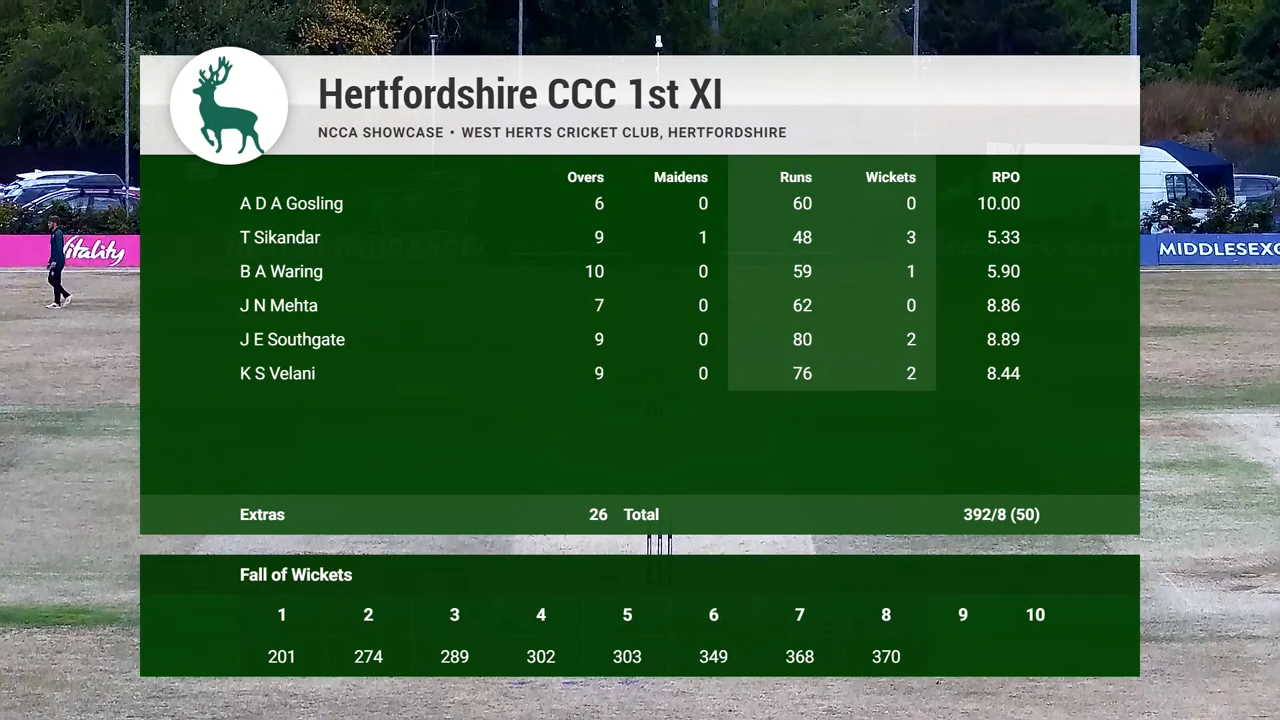 Hertfordshire CCC 1st XI
NCCA SHOWCASE • WEST HERTS CRICKET CLUB, HERTFORDSHIRE
Overs Maidens Runs Wickets RPO
A D A Gosling 6 0 60 0 10.00
T Sikandar 9 1 48 3 5.33
B A Waring 10 0 59 1 5.90
J N Mehta 7 0 62 0 8.86
J E Southgate 9 0 80 2 8.89
K S Velani 9 0 76 2 8.44
Vitality
MIDDLESEXC
Extras 26 Total 392/8 (50)
Fall of Wickets
1 2 3 4 5 6 7 8 9 10
201 274 289 302 303 349 368 370